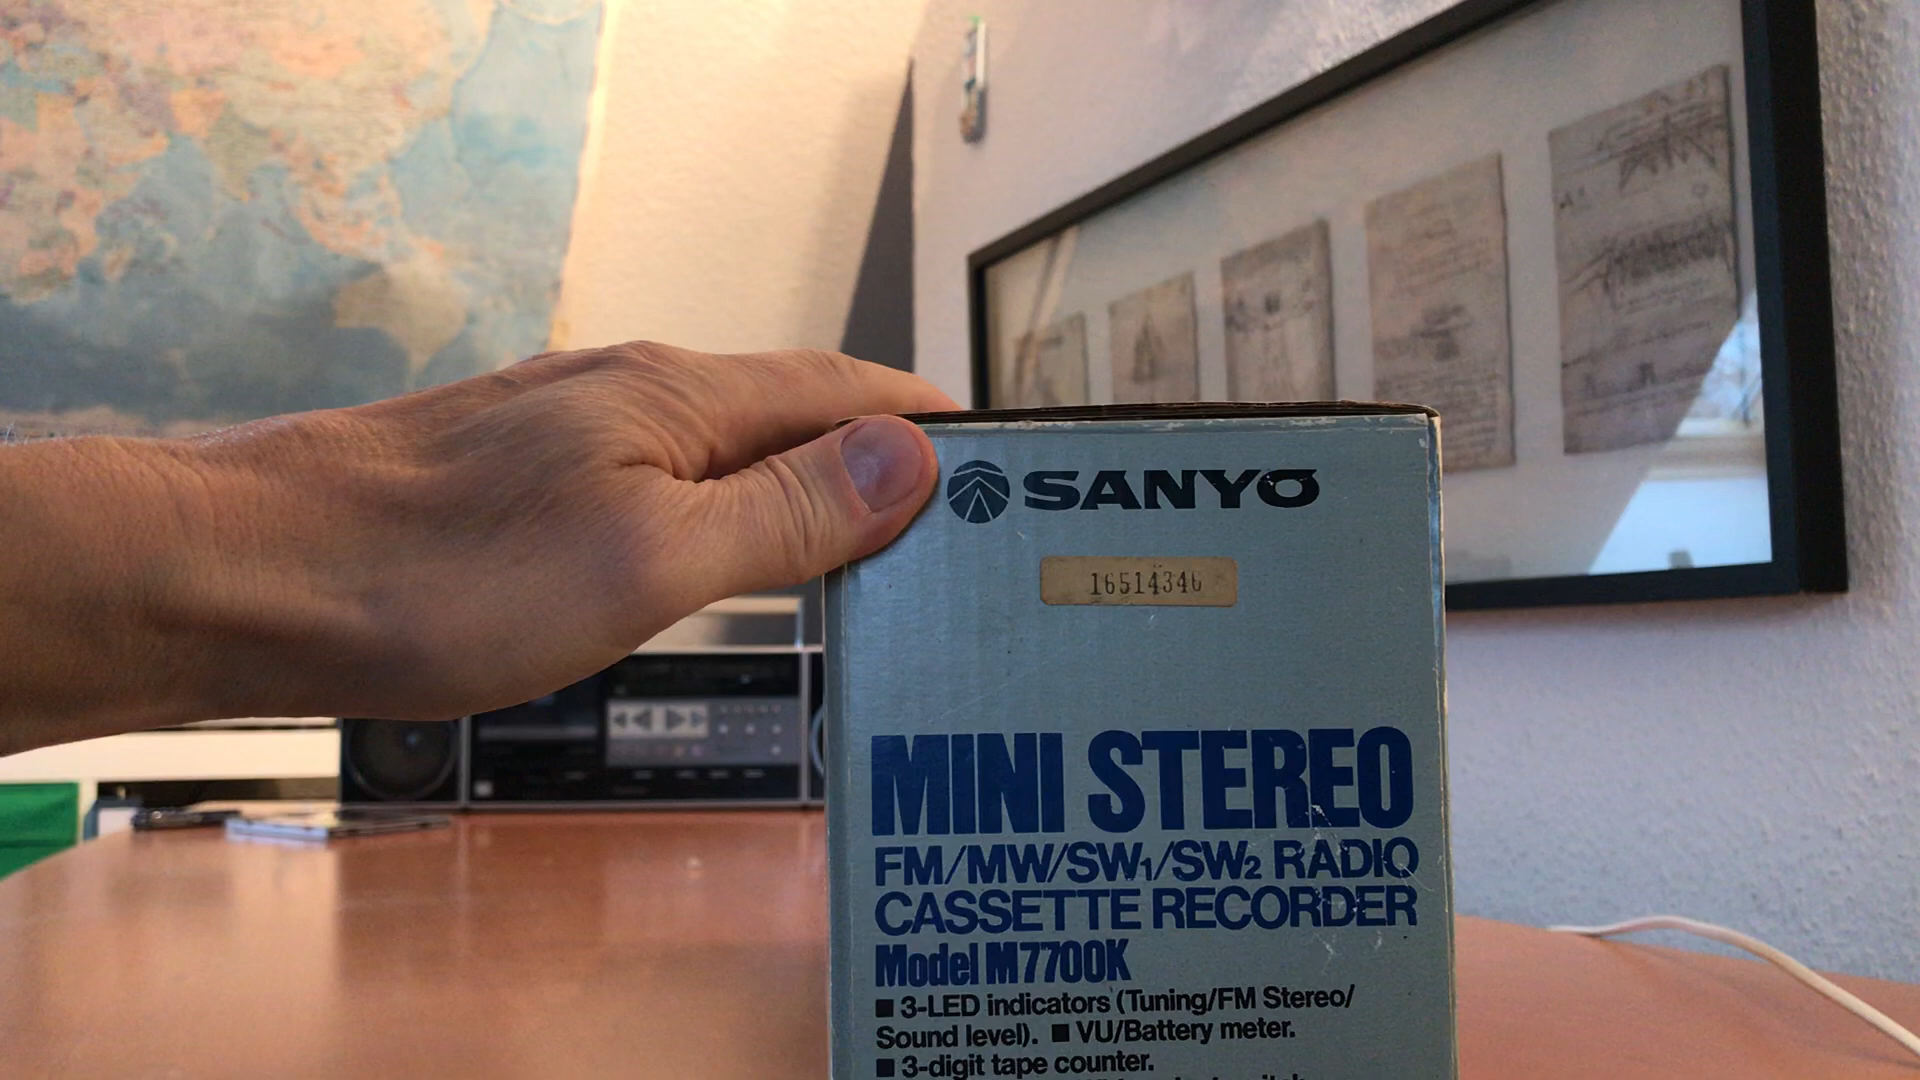 SANYO
16514346
MINI STEREO
FM/MW/SW1/SW2 RADIO
CASSETTE RECORDER
Model M7700K
■ 3-LED indicators (Tuning/FM Stereo/
Sound level). ■ VU/Battery meter.
■ 3-digit tape counter.